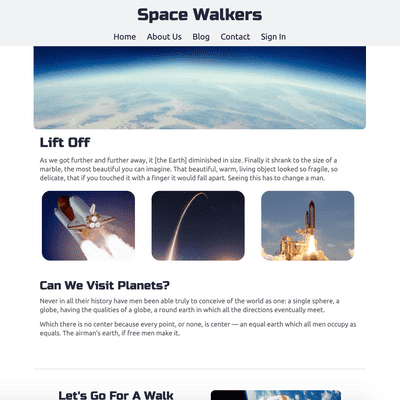 Space Walkers
Home About Us Blog Contact Sign In
Lift Off
As we got further and further away, it [the Earth] diminished in size. Finally it shrank to the size of a
marble, the most beautiful you can imagine. That beautiful, warm, living object looked so fragile, so
delicate, that if you touched it with a finger it would fall apart. Seeing this has to change a man.
Can We Visit Planets?
Never in all their history have men been able truly to conceive of the world as one: a single sphere, a
globe, having the qualities of a globe, a round earth in which all the directions eventually meet.
Which there is no center because every point, or none, is center — an equal earth which all men occupy as
equals. The airman's earth, if free men make it.
Let's Go For A Walk